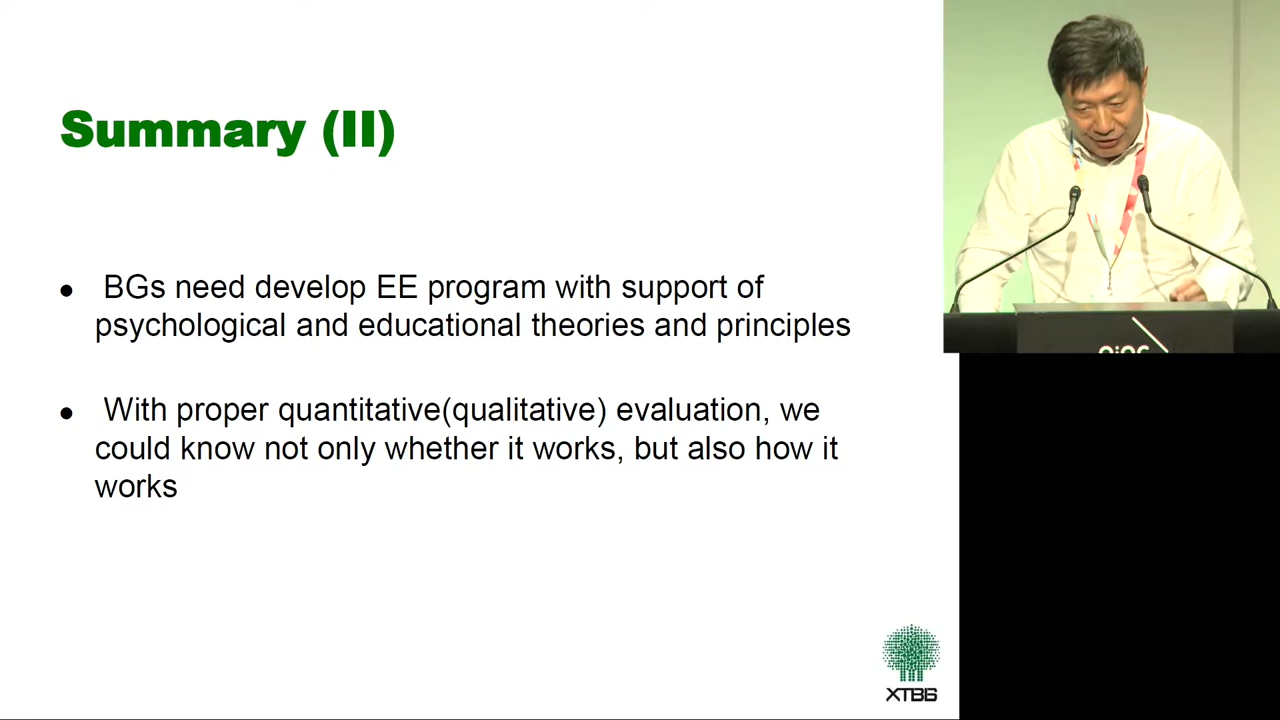 Summary (II)
● BGs need develop EE program with support of
psychological and educational theories and principles
● With proper quantitative(qualitative) evaluation, we
could know not only whether it works, but also how it
works
XTBG